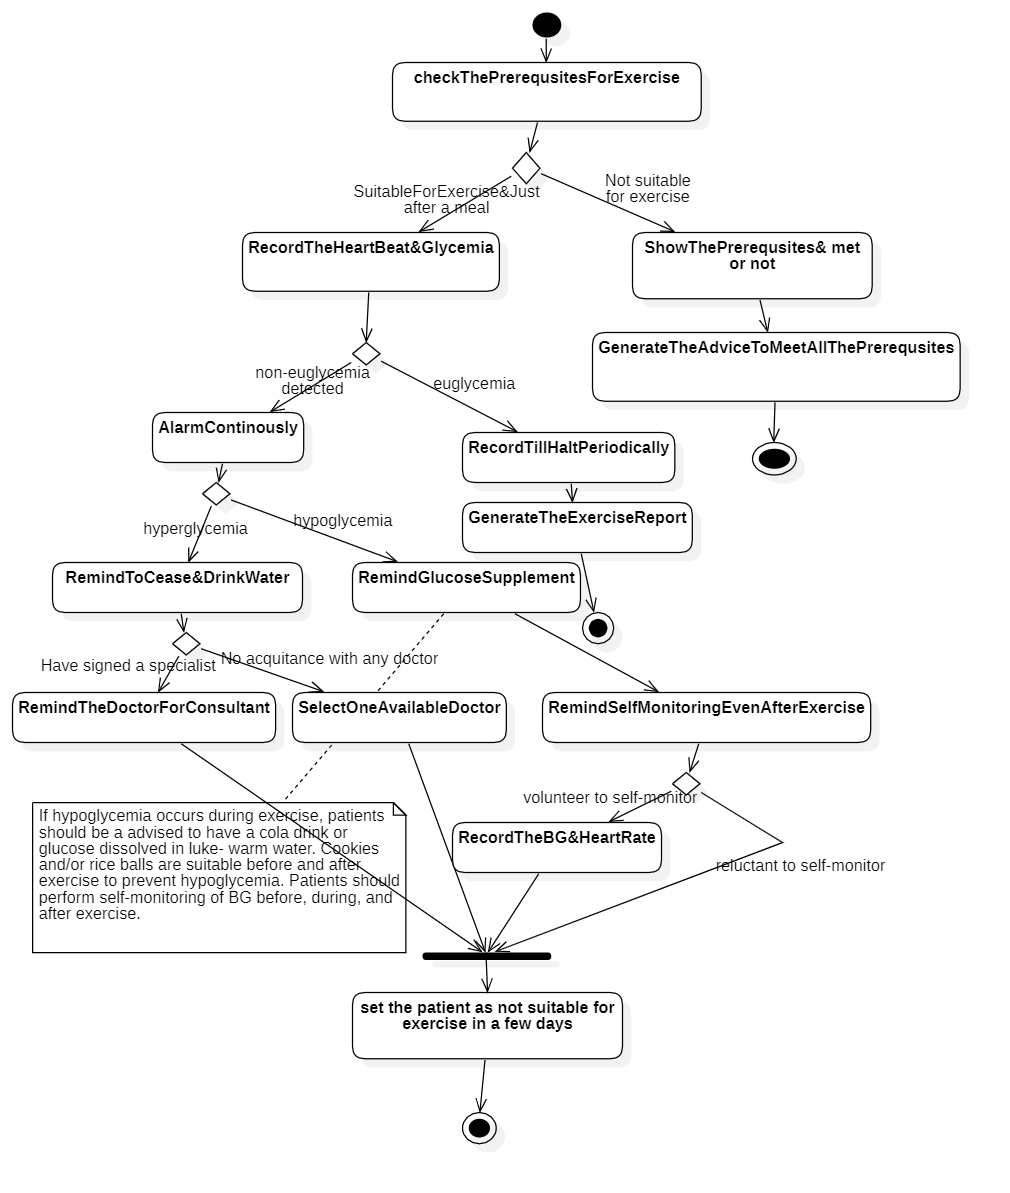 checkThePrerequsitesForExercise
SuitableForExercise&Just
after a meal
Not suitable
for exercise
RecordTheHeartBeat&Glycemia
ShowThePrerequsites& met
or not
GenerateTheAdviceToMeetAllThePrerequsites
non-euglycemia
detected
euglycemia
AlarmContinously
RecordTillHaltPeriodically
GenerateTheExerciseReport
hyperglycemia
hypoglycemia
RemindToCease&DrinkWater
RemindGlucoseSupplement
Have signed a specialist
No acquitance with any doctor
RemindTheDoctorForConsultant
SelectOneAvailableDoctor
RemindSelfMonitoringEvenAfterExercise
volunteer to self-monitor
RecordTheBG&HeartRate
reluctant to self-monitor
If hypoglycemia occurs during exercise, patients
should be a advised to have a cola drink or
glucose dissolved in luke- warm water. Cookies
and/or rice balls are suitable before and after
exercise to prevent hypoglycemia. Patients should
perform self-monitoring of BG before, during, and
after exercise.
set the patient as not suitable for
exercise in a few days